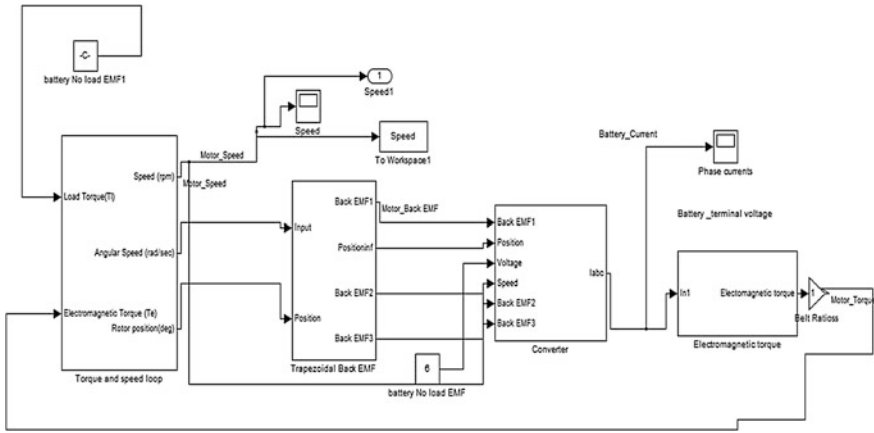 -C-
battery No load EMF1
1
Speed1
Speed
Speed
To Workspace1
Battery_Current
Phase currents
Motor_Speed
Motor_Speed
Speed (rpm)
Load Torque(Tl)
Angular Speed (rad/sec)
Electromagnetic Torque (Te)
Rotor position(deg)
Torque and speed loop
Back EMF1
Motor_Back EMF
Input
Positioninf
Back EMF2
Position
Back EMF3
Trapezoidal Back EMF
6
battery No load EMF
Back EMF1
Position
Voltage
Speed
Back EMF2
Back EMF3
Iabc
Converter
Battery _terminal voltage
In1
Electomagnetic torque
Electromagnetic torque
1
Motor_Torque
Belt Ratioss